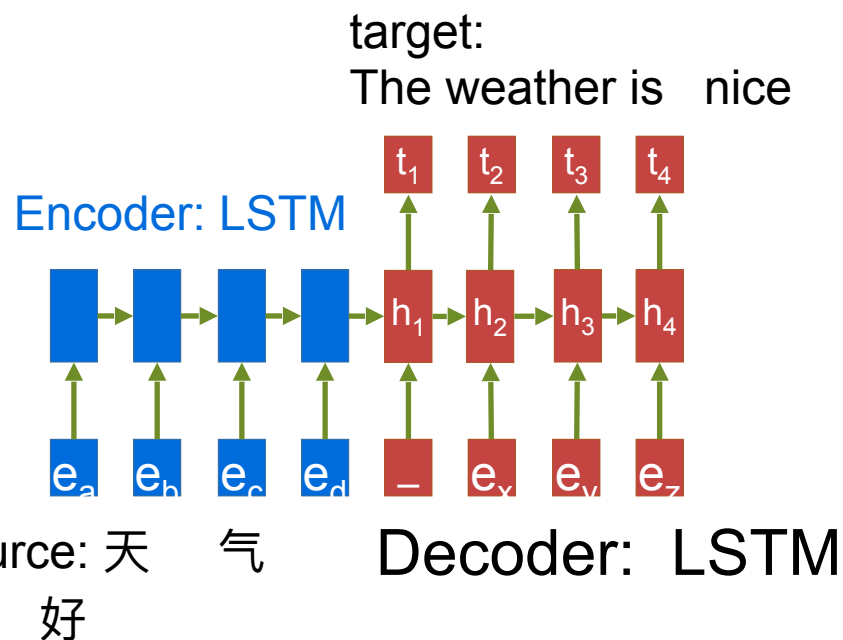 target:
The weather is nice
t1 t2 t3 t4
Encoder: LSTM
h1 h2 h3 h4
ea eb ec ed _ ex ey ez
urce: 天 气
好
Decoder: LSTM